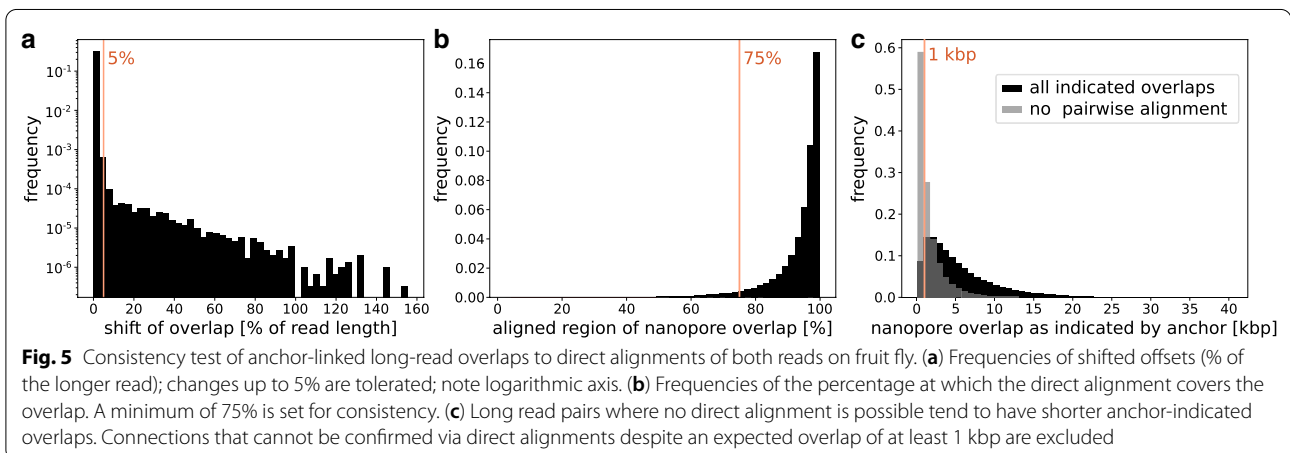 a
b
c
frequency
10^-1
10^-2
10^-3
10^-4
10^-5
10^-6
5%
0 20 40 60 80 100 120 140 160
shift of overlap [% of read length]
frequency
0.16
0.14
0.12
0.10
0.08
0.06
0.04
0.02
0.00
75%
0 20 40 60 80 100
aligned region of nanopore overlap [%]
frequency
0.6
0.5
0.4
0.3
0.2
0.1
0.0
1 kbp
all indicated overlaps
no pairwise alignment
0 5 10 15 20 25 30 35 40
nanopore overlap as indicated by anchor [kbp]
Fig. 5 Consistency test of anchor-linked long-read overlaps to direct alignments of both reads on fruit fly. (a) Frequencies of shifted offsets (% of
the longer read); changes up to 5% are tolerated; note logarithmic axis. (b) Frequencies of the percentage at which the direct alignment covers the
overlap. A minimum of 75% is set for consistency. (c) Long read pairs where no direct alignment is possible tend to have shorter anchor-indicated
overlaps. Connections that cannot be confirmed via direct alignments despite an expected overlap of at least 1 kbp are excluded